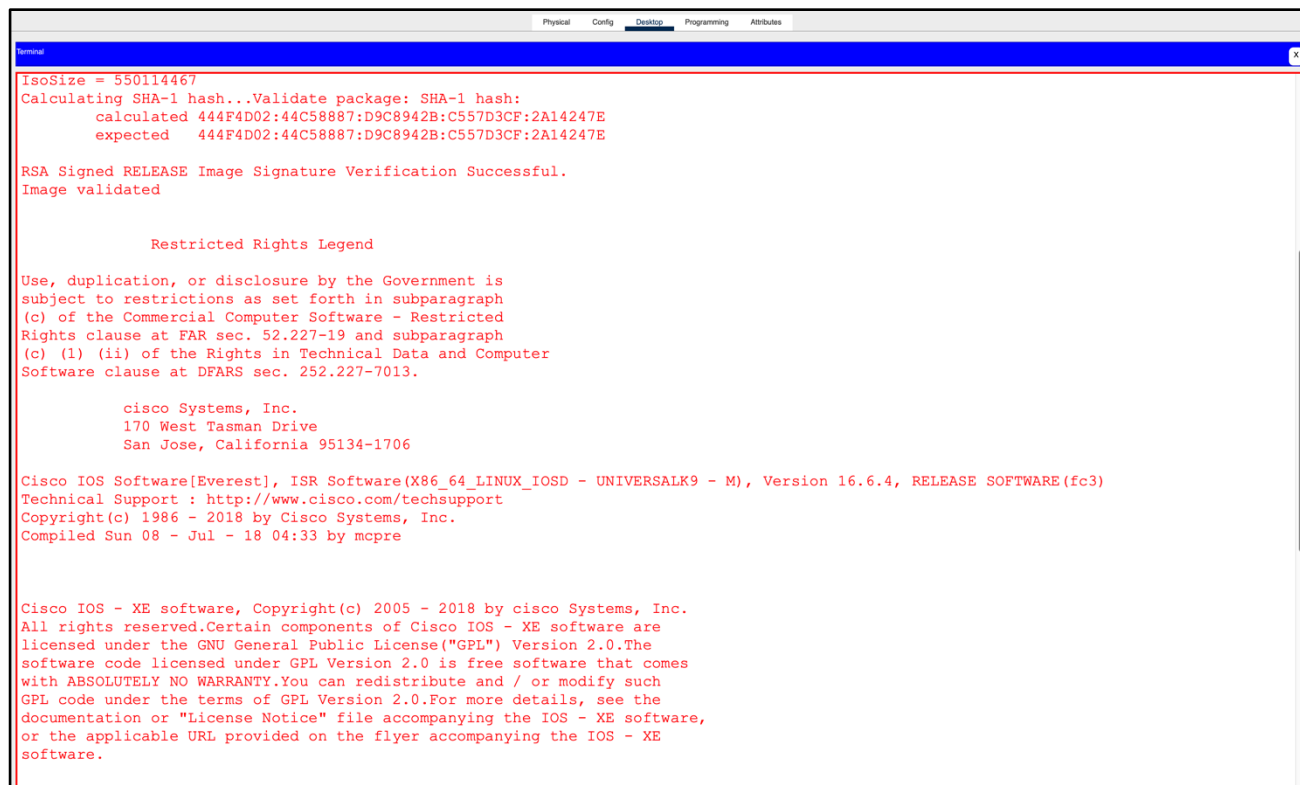 Physical Config Desktop Programming Attributes
Terminal
X
IsoSize = 550114467
Calculating SHA-1 hash...Validate package: SHA-1 hash:
calculated 444F4D02:44C58887:D9C8942B:C557D3CF:2A14247E
expected 444F4D02:44C58887:D9C8942B:C557D3CF:2A14247E
RSA Signed RELEASE Image Signature Verification Successful.
Image validated
Restricted Rights Legend
Use, duplication, or disclosure by the Government is
subject to restrictions as set forth in subparagraph
(c) of the Commercial Computer Software - Restricted
Rights clause at FAR sec. 52.227-19 and subparagraph
(c) (1) (ii) of the Rights in Technical Data and Computer
Software clause at DFARS sec. 252.227-7013.
cisco Systems, Inc.
170 West Tasman Drive
San Jose, California 95134-1706
Cisco IOS Software[Everest], ISR Software(X86_64_LINUX_IOSD - UNIVERSALK9 - M), Version 16.6.4, RELEASE SOFTWARE(fc3)
Technical Support : http://www.cisco.com/techsupport
Copyright(c) 1986 - 2018 by Cisco Systems, Inc.
Compiled Sun 08 - Jul - 18 04:33 by mcpre
Cisco IOS - XE software, Copyright(c) 2005 - 2018 by cisco Systems, Inc.
All rights reserved.Certain components of Cisco IOS - XE software are
licensed under the GNU General Public License("GPL") Version 2.0.The
software code licensed under GPL Version 2.0 is free software that comes
with ABSOLUTELY NO WARRANTY.You can redistribute and / or modify such
GPL code under the terms of GPL Version 2.0.For more details, see the
documentation or "License Notice" file accompanying the IOS - XE software,
or the applicable URL provided on the flyer accompanying the IOS - XE
software.